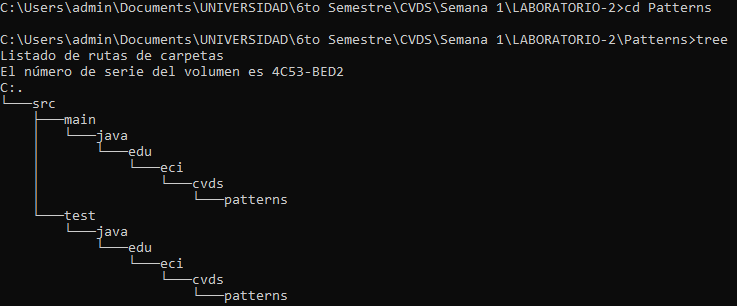 C:\Users\admin\Documents\UNIVERSIDAD\6to Semestre\CVDS\Semana 1\LABORATORIO-2>cd Patterns
C:\Users\admin\Documents\UNIVERSIDAD\6to Semestre\CVDS\Semana 1\LABORATORIO-2\Patterns>tree
Listado de rutas de carpetas
El número de serie del volumen es 4C53-BED2
C:.
└───src
    ├───main
    │   └───java
    │       └───edu
    │           └───eci
    │               └───cvds
    │                   └───patterns
    └───test
        └───java
            └───edu
                └───eci
                    └───cvds
                        └───patterns